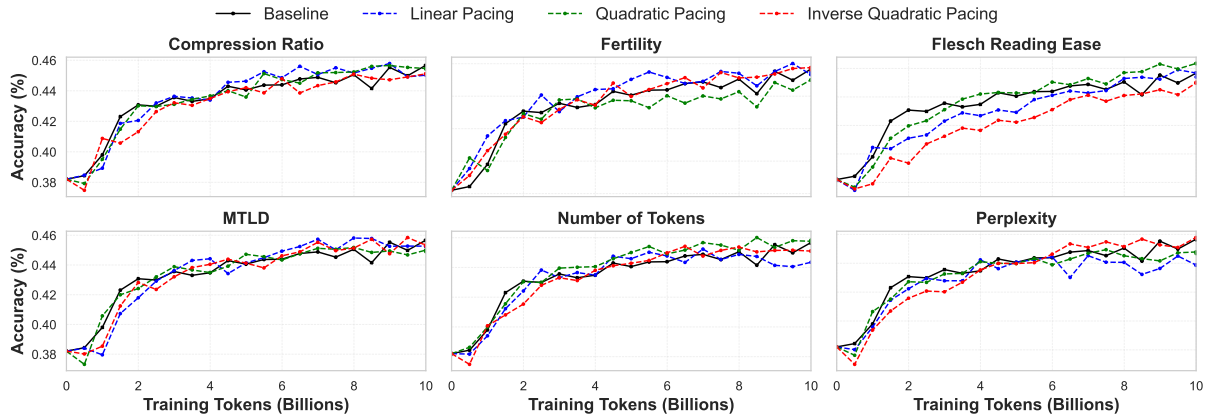 Baseline Linear Pacing Quadratic Pacing Inverse Quadratic Pacing
Compression Ratio
Fertility
Flesch Reading Ease
Accuracy (%)
0.46
0.44
0.42
0.40
0.38
MTLD
Number of Tokens
Perplexity
Accuracy (%)
0.46
0.44
0.42
0.40
0.38
0 2 4 6 8 10
0 2 4 6 8 10
0 2 4 6 8 10
Training Tokens (Billions)
Training Tokens (Billions)
Training Tokens (Billions)